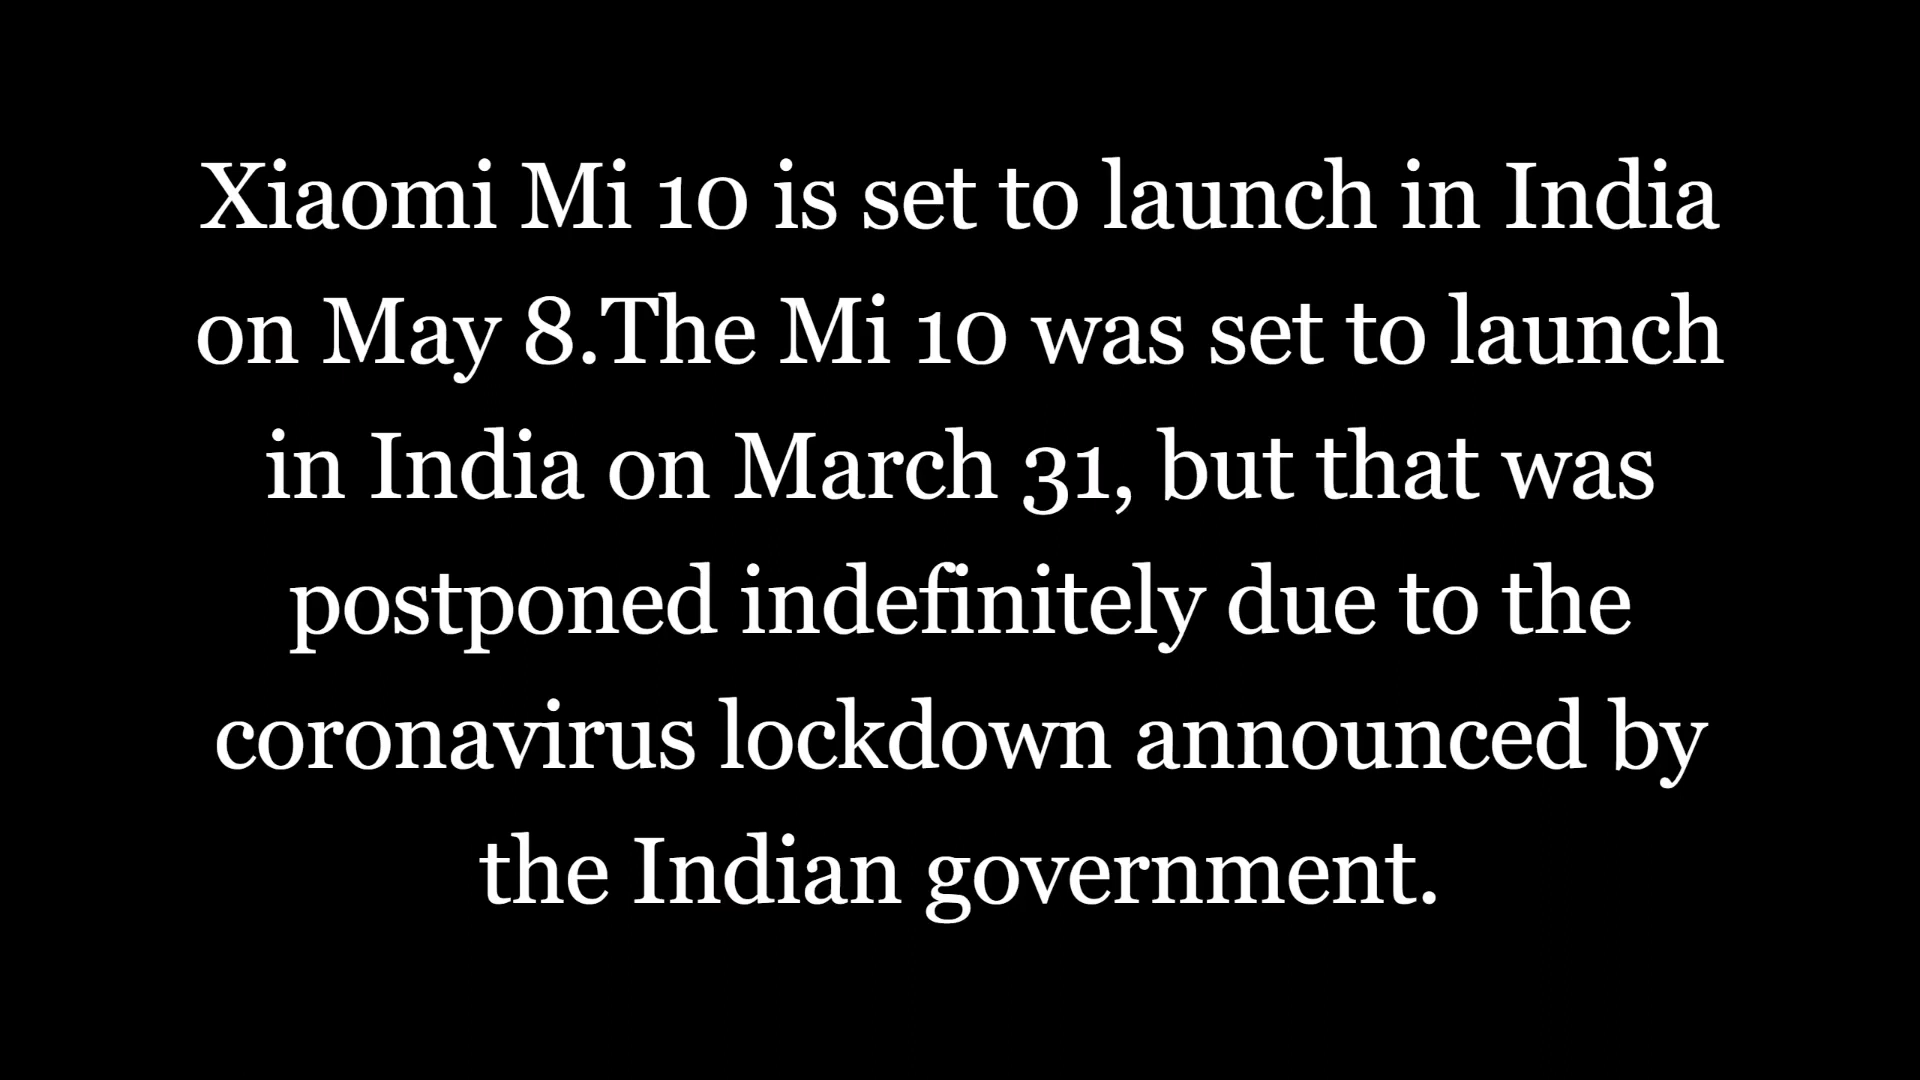 Xiaomi Mi 10 is set to launch in India
on May 8.The Mi 10 was set to launch
in India on March 31, but that was
postponed indefinitely due to the
coronavirus lockdown announced by
the Indian government.